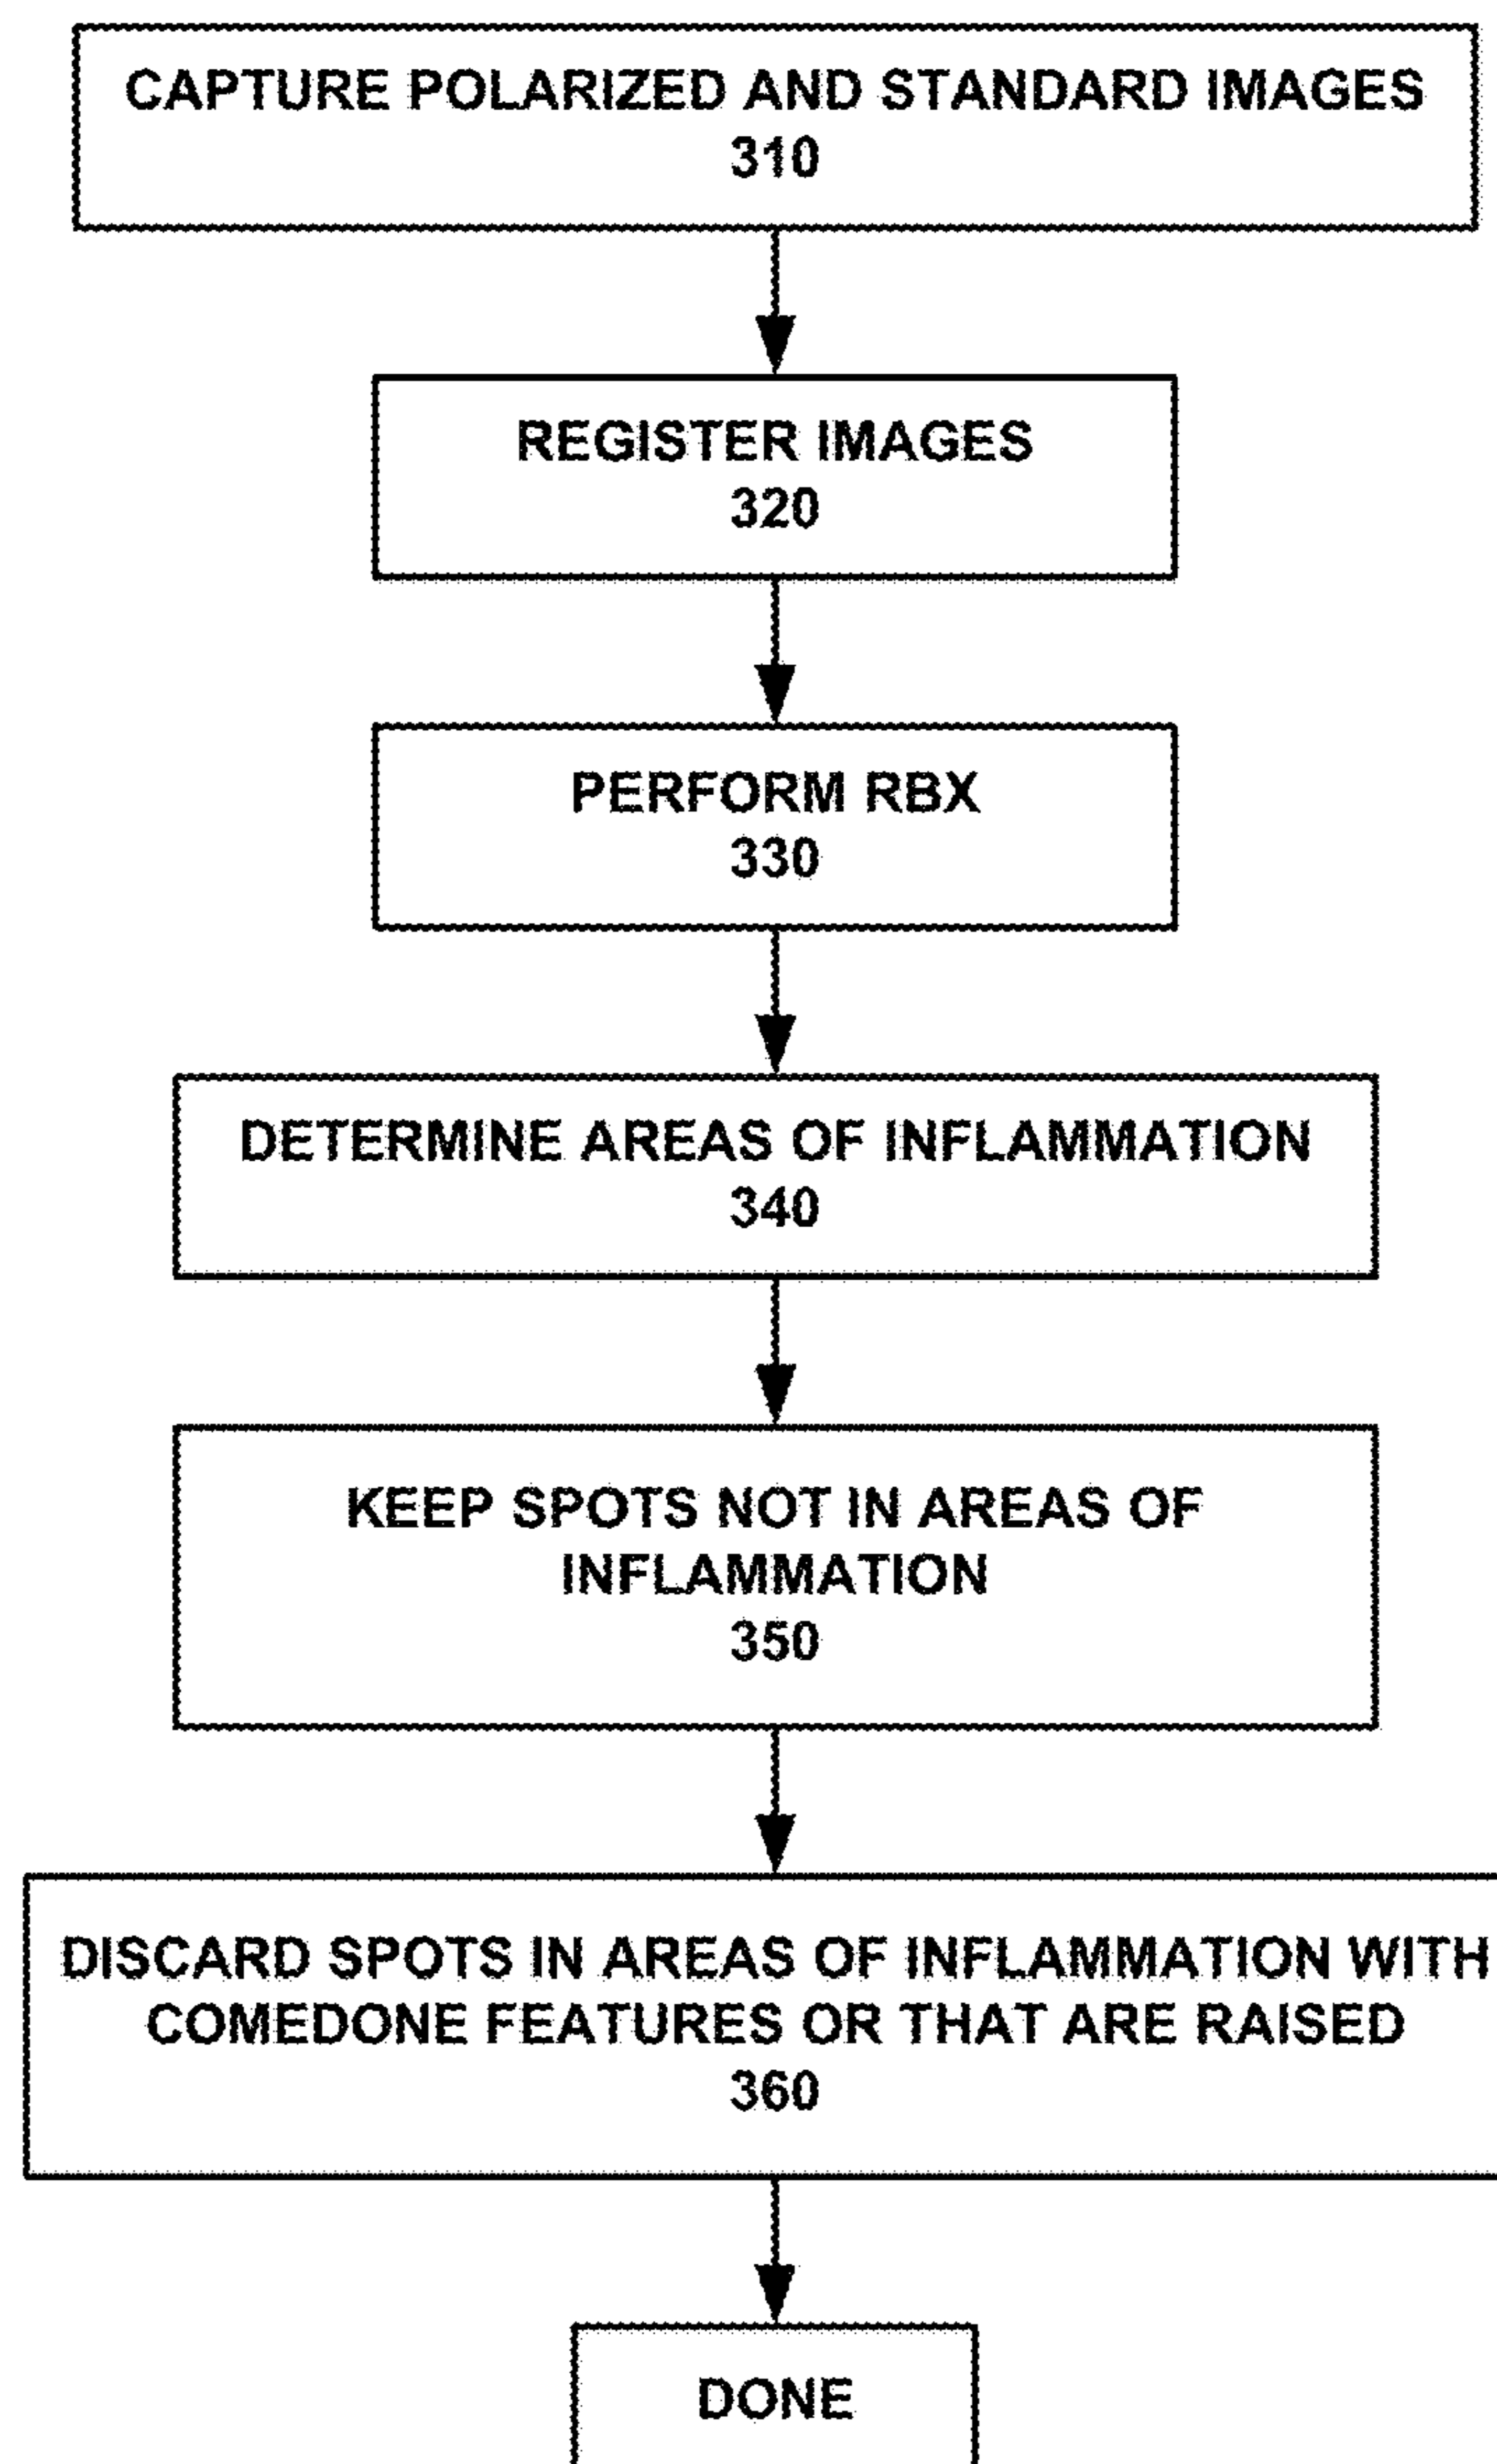 CAPTURE POLARIZED AND STANDARD IMAGES
310
REGISTER IMAGES
320
PERFORM RBX
330
DETERMINE AREAS OF INFLAMMATION
340
KEEP SPOTS NOT IN AREAS OF
INFLAMMATION
350
DISCARD SPOTS IN AREAS OF INFLAMMATION WITH
COMEDONE FEATURES OR THAT ARE RAISED
360
DONE